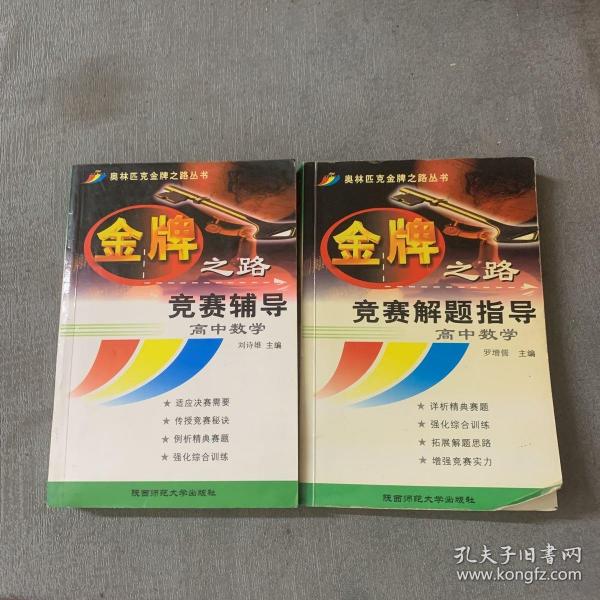 奥林匹克金牌之路丛书
金牌
之路
竞赛辅导
高中数学
刘诗雄 主编
★ 适应决赛需要
★ 传授竞赛秘诀
★ 例析精典赛题
★ 强化综合训练
陕西师范大学出版社
奥林匹克金牌之路丛书
金牌
之路
竞赛解题指导
高中数学
罗增儒 主编
★ 详析精典赛题
★ 强化综合训练
★ 拓展解题思路
★ 增强竞赛实力
陕西师范大学出版社
孔夫子旧书网
www.kongfz.com